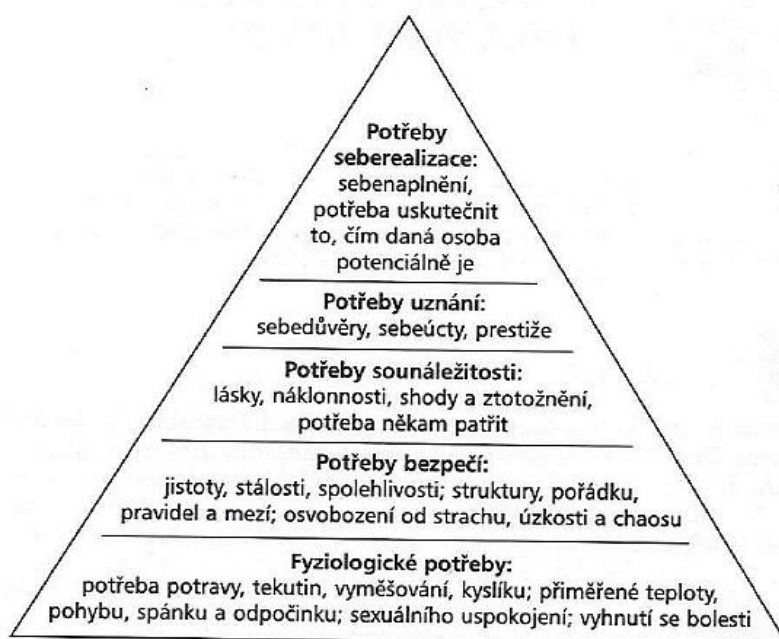 Potřeby
seberealizace:
sebenaplnění,
potřeba uskutečnit
to, čím daná osoba
potenciálně je
Potřeby uznání:
sebedůvěry, sebeúcty, prestiže
Potřeby sounáležitosti:
lásky, náklonnosti, shody a ztotožnění,
potřeba někam patřit
Potřeby bezpečí:
jistoty, stálosti, spolehlivosti; struktury, pořádku,
pravidel a mezí; osvobození od strachu, úzkosti a chaosu
Fyziologické potřeby:
potřeba potravy, tekutin, vyměšování, kyslíku; přiměřené teploty,
pohybu, spánku a odpočinku; sexuálního uspokojení; vyhnutí se bolesti